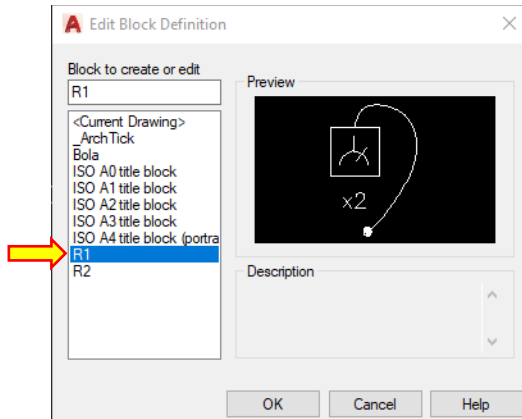 Edit Block Definition
Block to create or edit
R1
<Current Drawing>
_ArchTick
Bola
ISO A0 title block
ISO A1 title block
ISO A2 title block
ISO A3 title block
ISO A4 title block (portra
R1
R2
Preview
x2
Description
OK
Cancel
Help